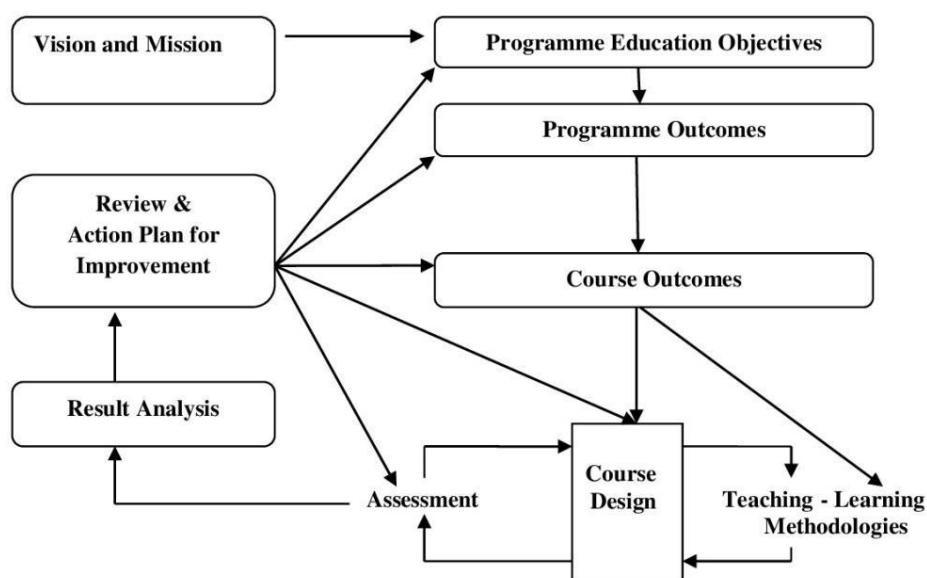 Vision and Mission
Programme Education Objectives
Programme Outcomes
Review &
Action Plan for
Improvement
Course Outcomes
Result Analysis
Assessment
Course
Design
Teaching - Learning
Methodologies